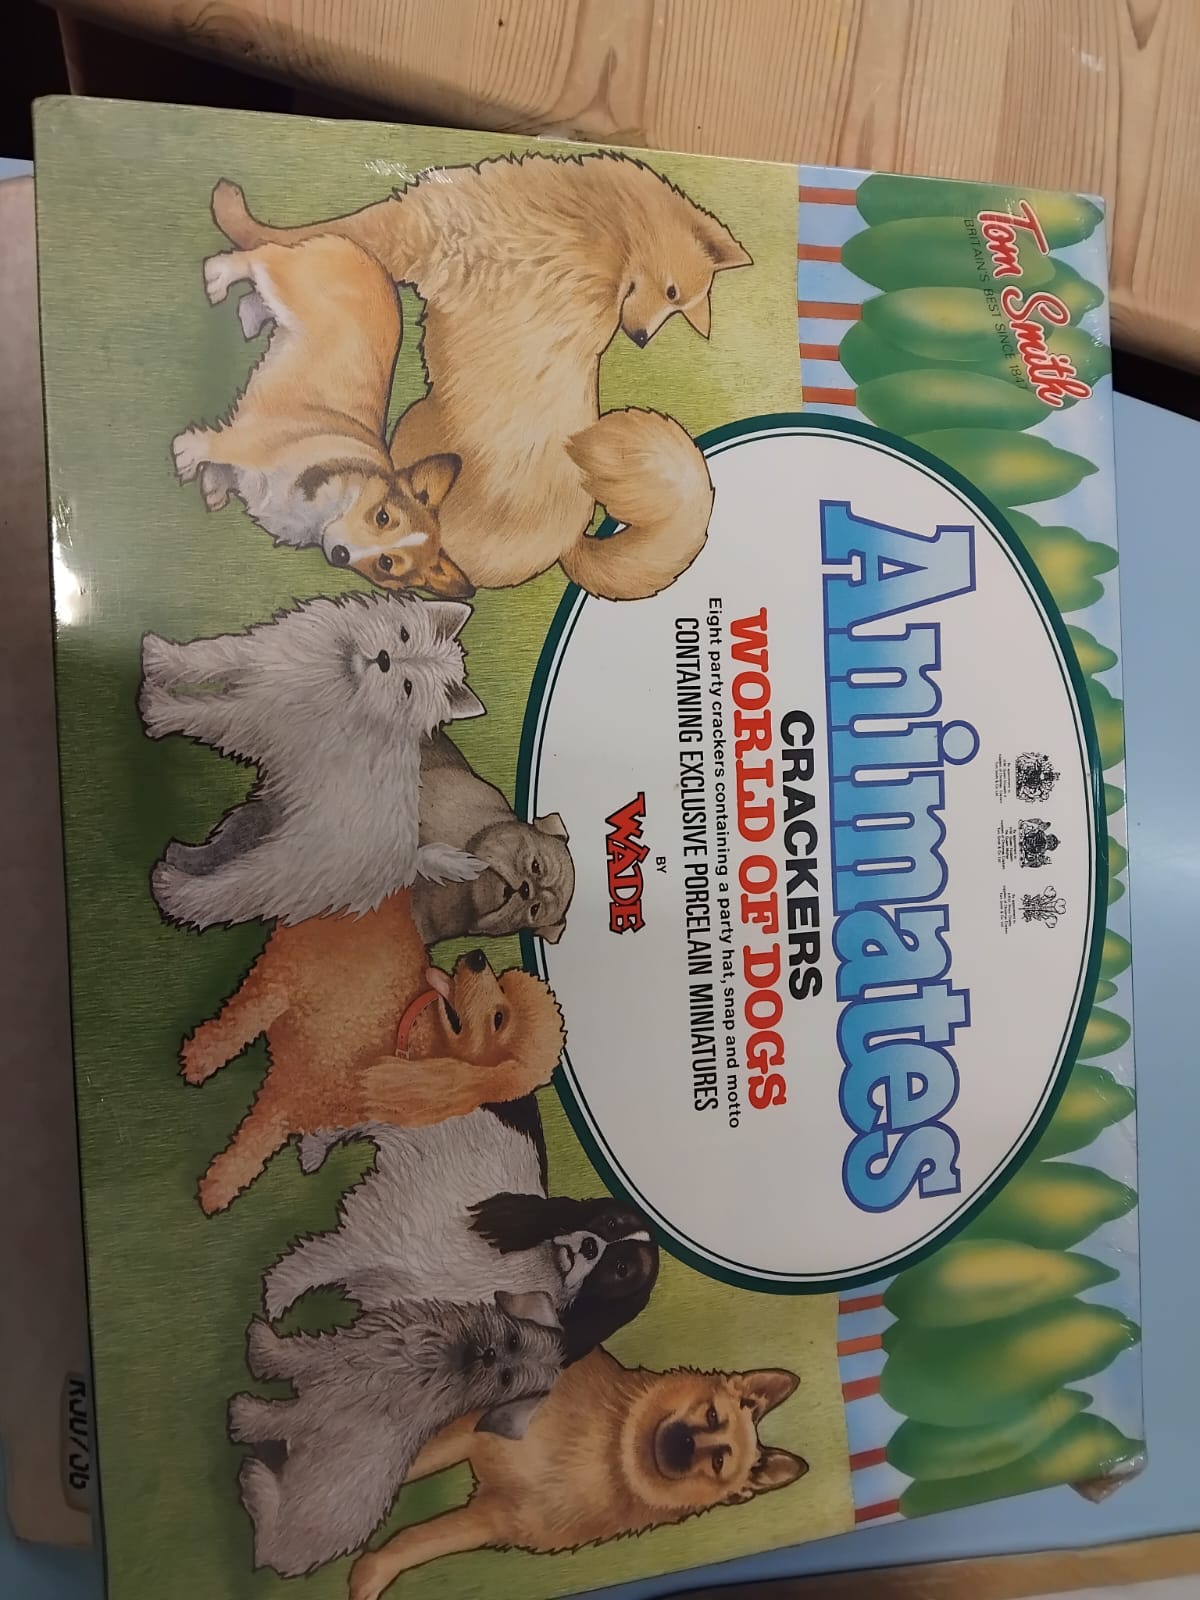 Tom Smith
BRITAIN'S BEST SINCE 1847
Animates
CRACKERS
WORLD OF DOGS
Eight party crackers containing a party hat, snap and motto
CONTAINING EXCLUSIVE PORCELAIN MINIATURES
BY
WADE